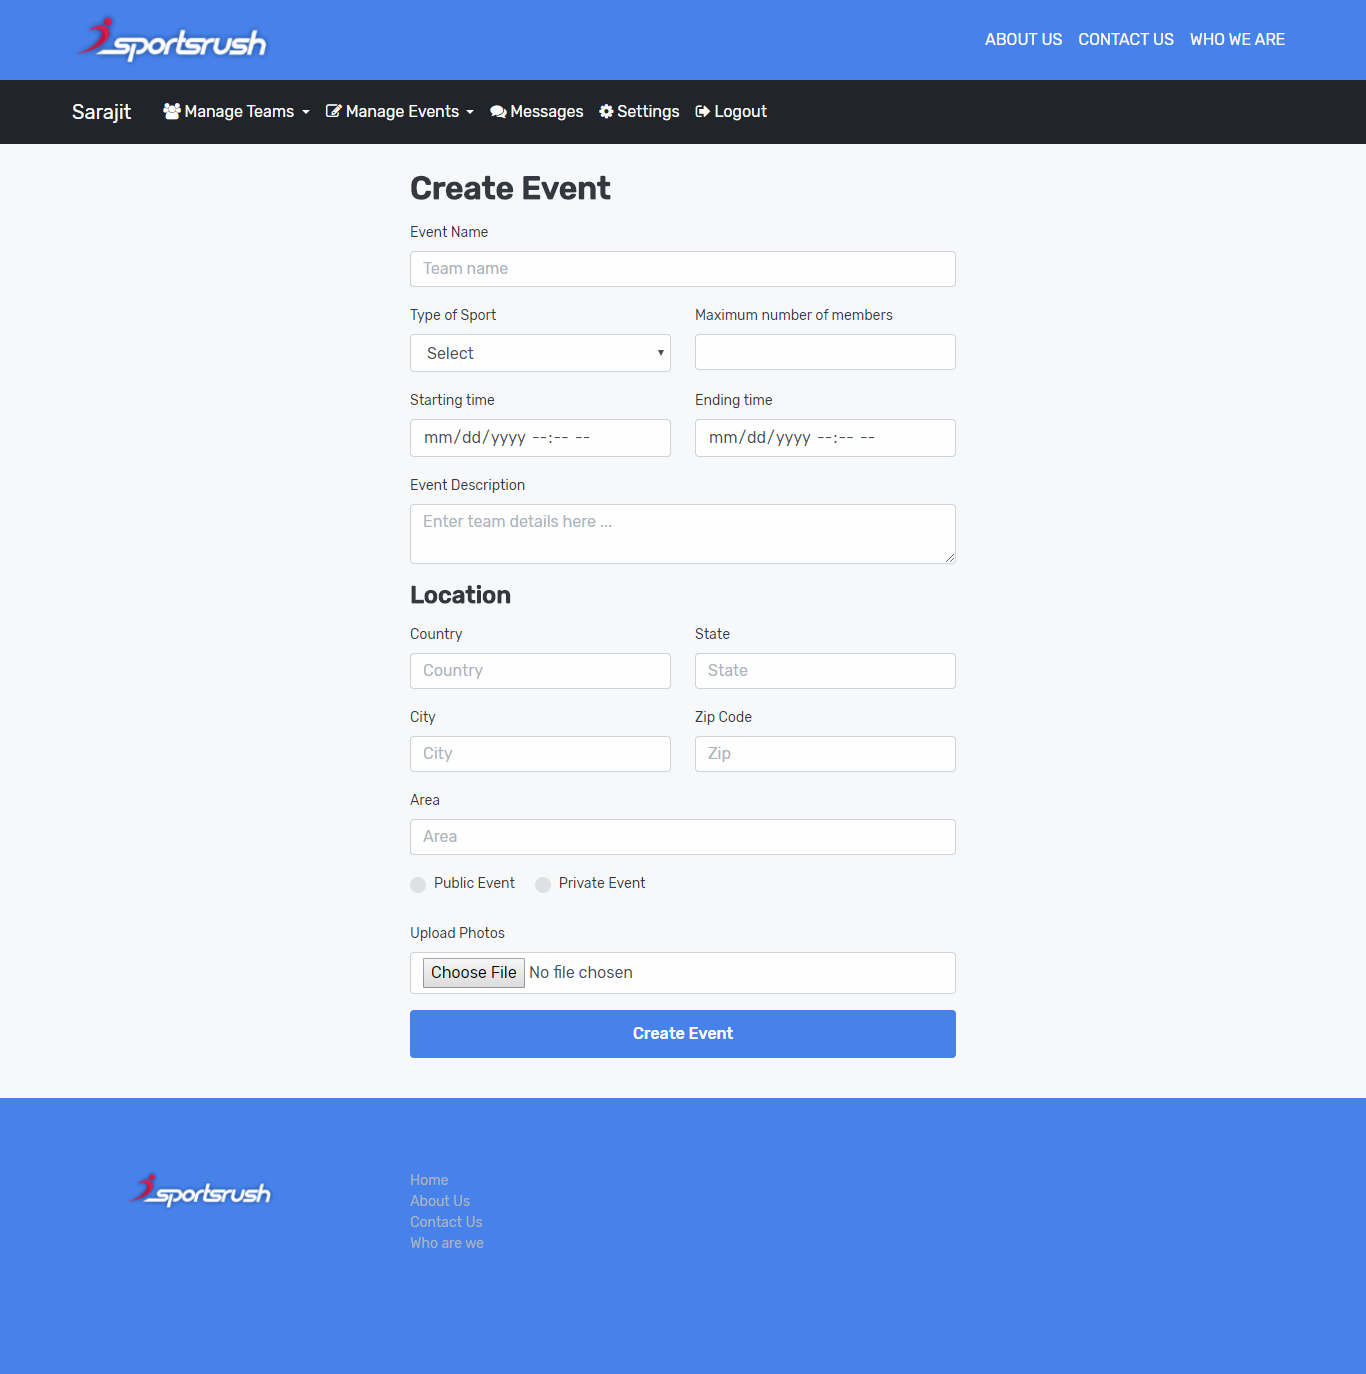 sportsrush
ABOUT US CONTACT US WHO WE ARE
Sarajit Manage Teams Manage Events Messages Settings Logout
Create Event
Event Name
Team name
Type of Sport Maximum number of members
Select
Starting time Ending time
mm/dd/yyyy --:-- -- mm/dd/yyyy --:-- --
Event Description
Enter team details here ...
Location
Country State
Country State
City Zip Code
City Zip
Area
Area
Public Event Private Event
Upload Photos
Choose File No file chosen
Create Event
sportsrush
Home
About Us
Contact Us
Who are we